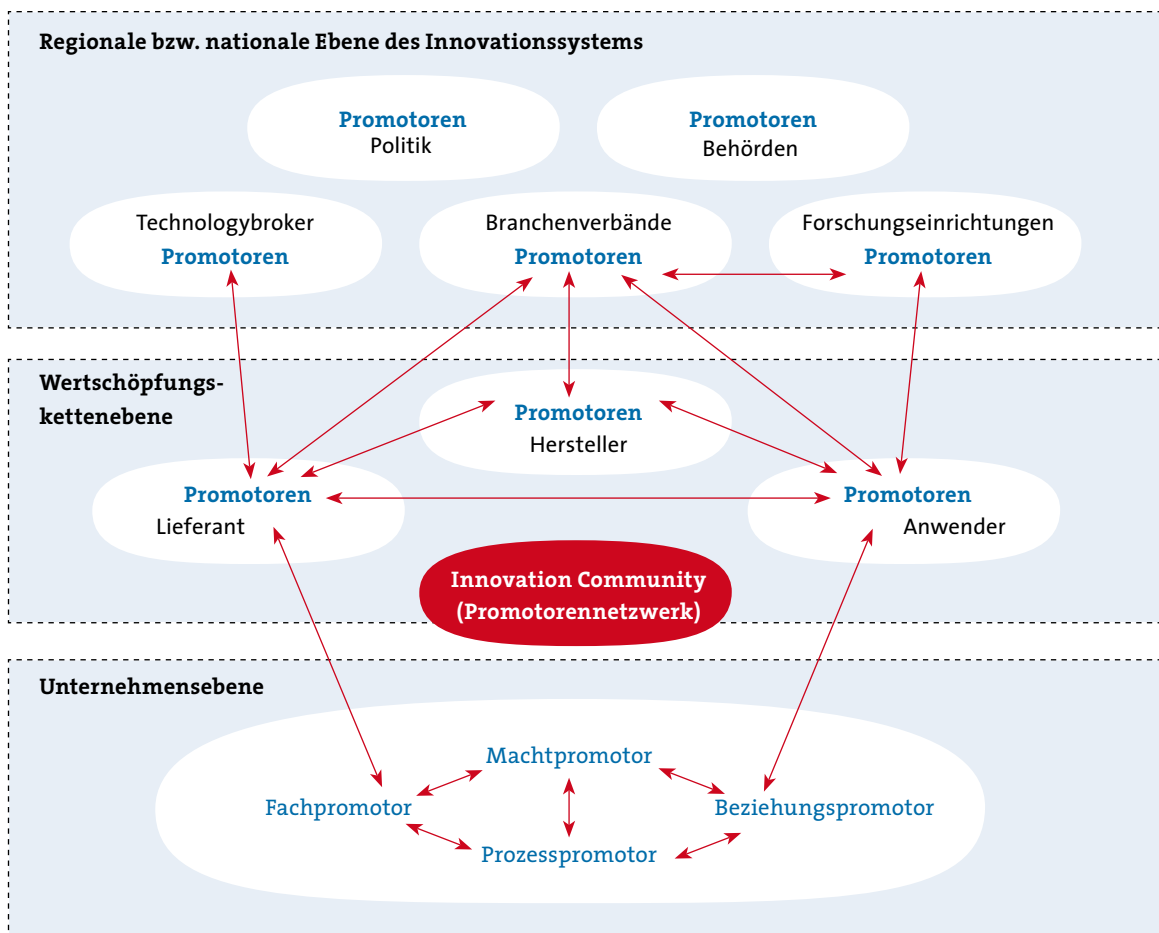 Regionale bzw. nationale Ebene des Innovationssystems
Promotoren
Politik
Promotoren
Behörden
Technologybroker
Promotoren
Branchenverbände
Promotoren
Forschungseinrichtungen
Promotoren
Wertschöpfungs-
kettenebene
Promotoren
Hersteller
Promotoren
Lieferant
Promotoren
Anwender
Innovation Community
(Promotorennetzwerk)
Unternehmensebene
Machtpromotor
Fachpromotor
Beziehungspromotor
Prozesspromotor